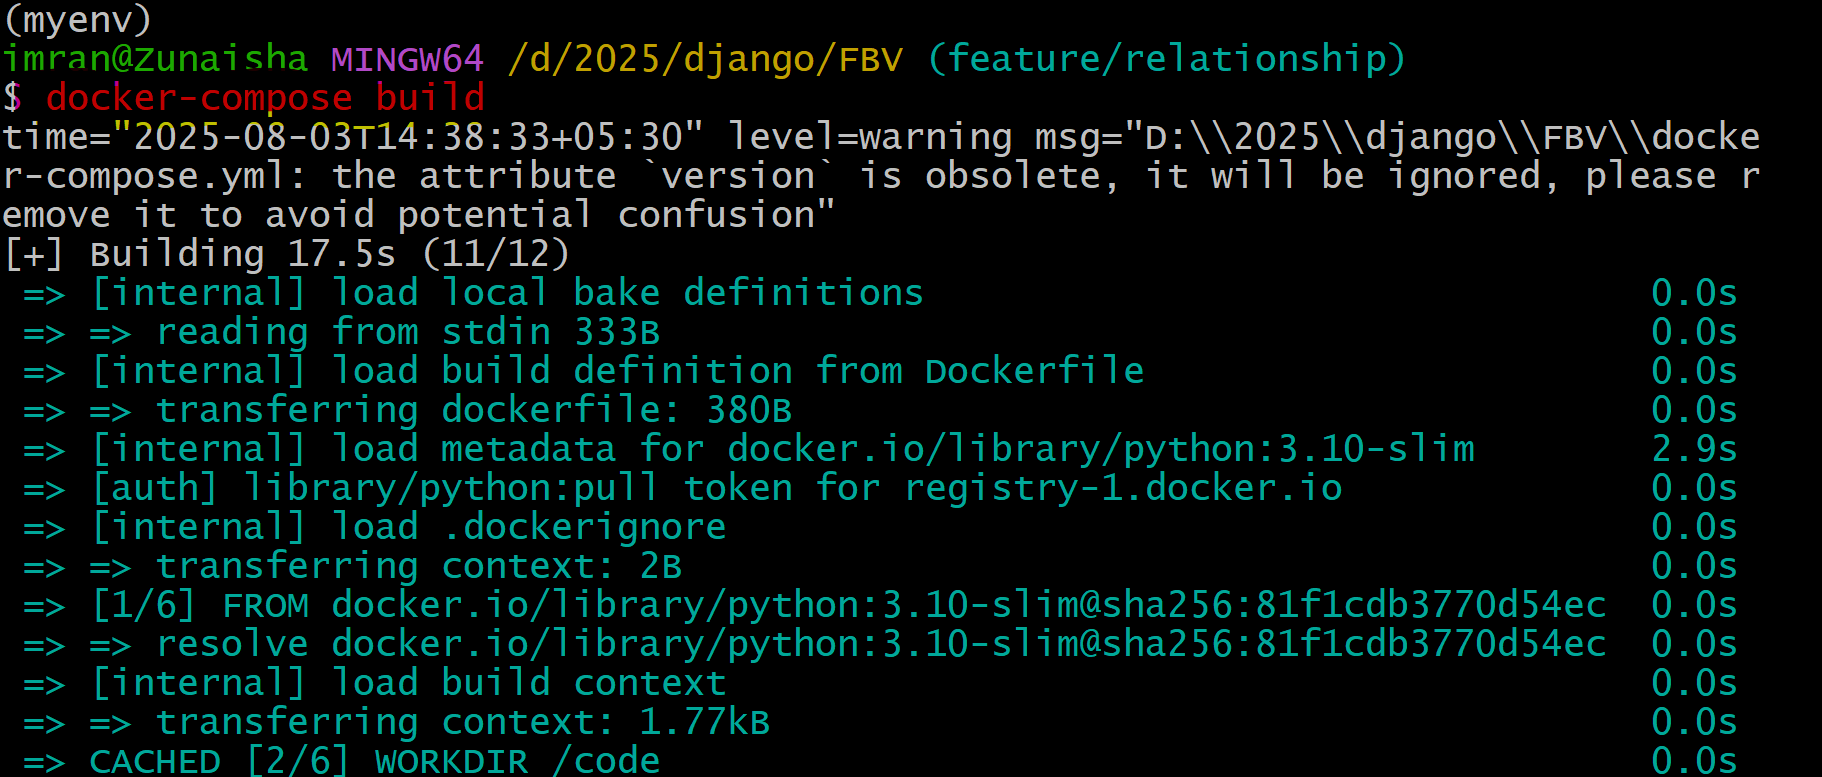 (myenv)
imran@Zunaisha MINGW64 /d/2025/django/FBV (feature/relationship)
$ docker-compose build
time="2025-08-03T14:38:33+05:30" level=warning msg="D:\\2025\\django\\FBV\\docke
r-compose.yml: the attribute `version` is obsolete, it will be ignored, please r
emove it to avoid potential confusion"
[+] Building 17.5s (11/12)
=> [internal] load local bake definitions 0.0s
=> => reading from stdin 333B 0.0s
=> [internal] load build definition from Dockerfile 0.0s
=> => transferring dockerfile: 380B 0.0s
=> [internal] load metadata for docker.io/library/python:3.10-slim 2.9s
=> [auth] library/python:pull token for registry-1.docker.io 0.0s
=> [internal] load .dockerignore 0.0s
=> => transferring context: 2B 0.0s
=> [1/6] FROM docker.io/library/python:3.10-slim@sha256:81f1cdb3770d54ec 0.0s
=> => resolve docker.io/library/python:3.10-slim@sha256:81f1cdb3770d54ec 0.0s
=> [internal] load build context 0.0s
=> => transferring context: 1.77kB 0.0s
=> CACHED [2/6] WORKDIR /code 0.0s